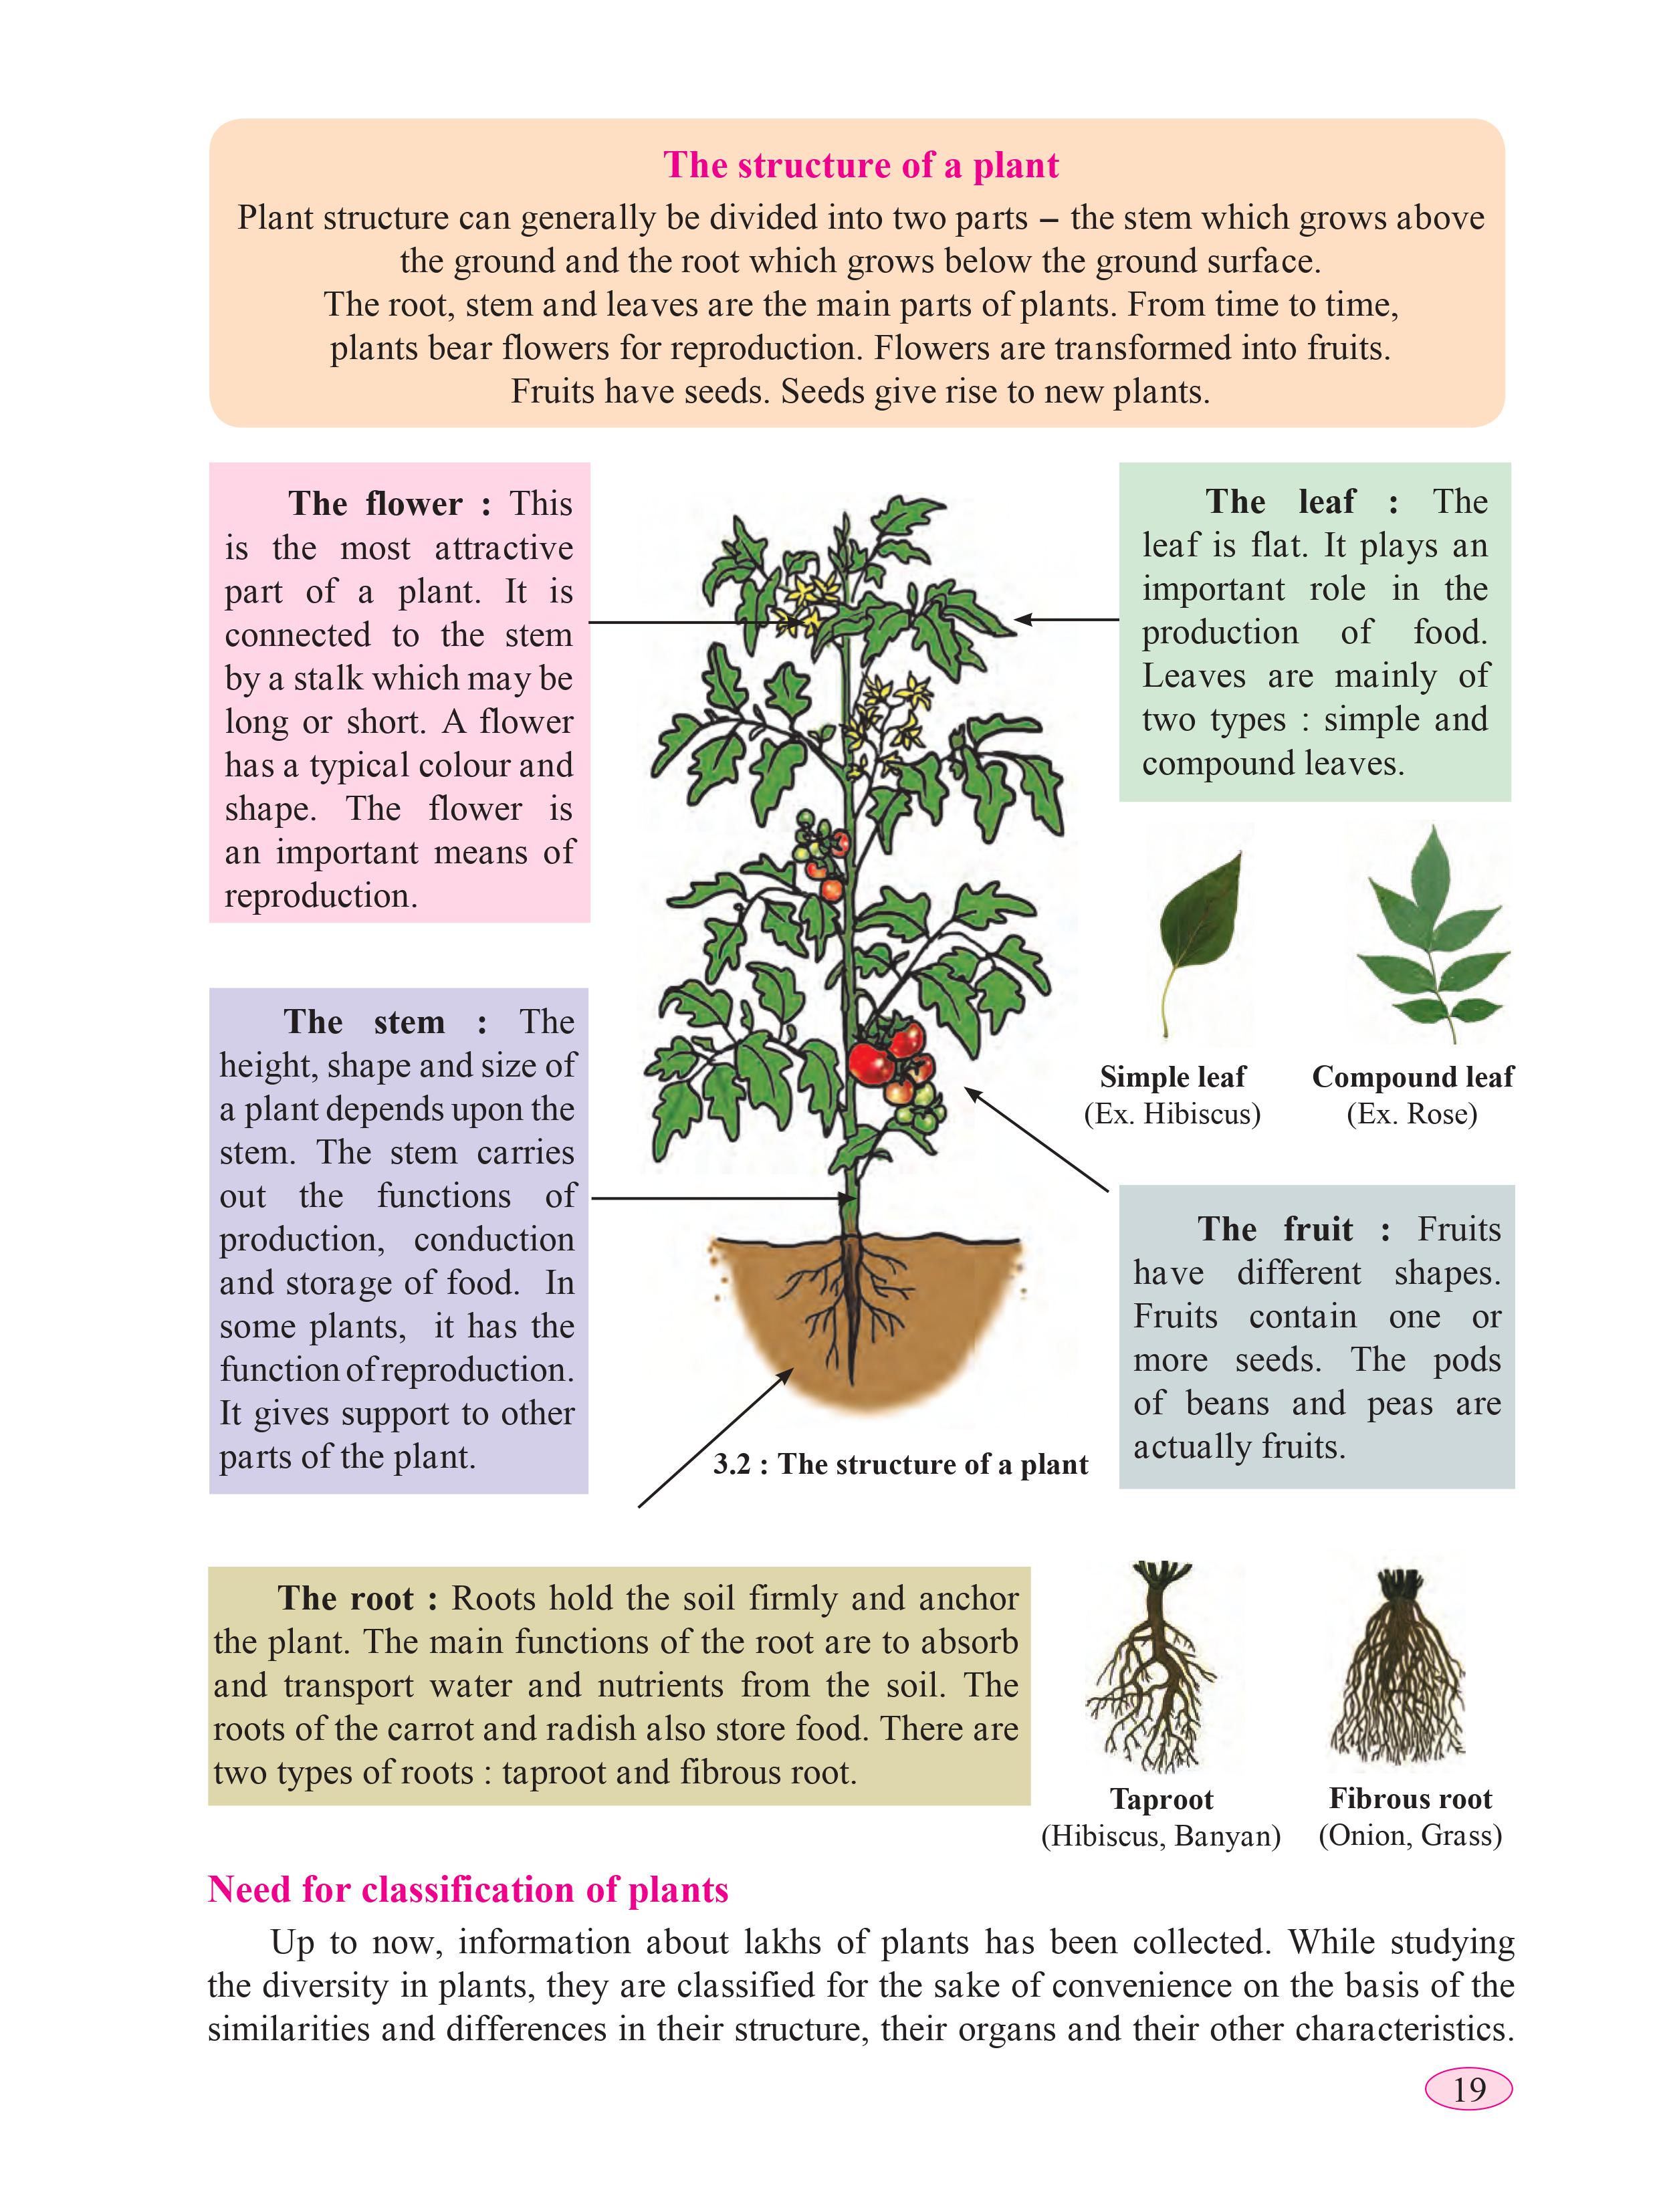 The structure of a plant
Plant structure can generally be divided into two parts – the stem which grows above
the ground and the root which grows below the ground surface.
The root, stem and leaves are the main parts of plants. From time to time,
plants bear flowers for reproduction. Flowers are transformed into fruits.
Fruits have seeds. Seeds give rise to new plants.
The flower : This
is the most attractive
part of a plant. It is
connected to the stem
by a stalk which may be
long or short. A flower
has a typical colour and
shape. The flower is
an important means of
reproduction.
The leaf : The
leaf is flat. It plays an
important role in the
production of food.
Leaves are mainly of
two types : simple and
compound leaves.
Simple leaf
(Ex. Hibiscus)
Compound leaf
(Ex. Rose)
The stem : The
height, shape and size of
a plant depends upon the
stem. The stem carries
out the functions of
production, conduction
and storage of food. In
some plants, it has the
function of reproduction.
It gives support to other
parts of the plant.
The fruit : Fruits
have different shapes.
Fruits contain one or
more seeds. The pods
of beans and peas are
actually fruits.
3.2 : The structure of a plant
The root : Roots hold the soil firmly and anchor
the plant. The main functions of the root are to absorb
and transport water and nutrients from the soil. The
roots of the carrot and radish also store food. There are
two types of roots : taproot and fibrous root.
Taproot
(Hibiscus, Banyan)
Fibrous root
(Onion, Grass)
Need for classification of plants
Up to now, information about lakhs of plants has been collected. While studying
the diversity in plants, they are classified for the sake of convenience on the basis of the
similarities and differences in their structure, their organs and their other characteristics.
19